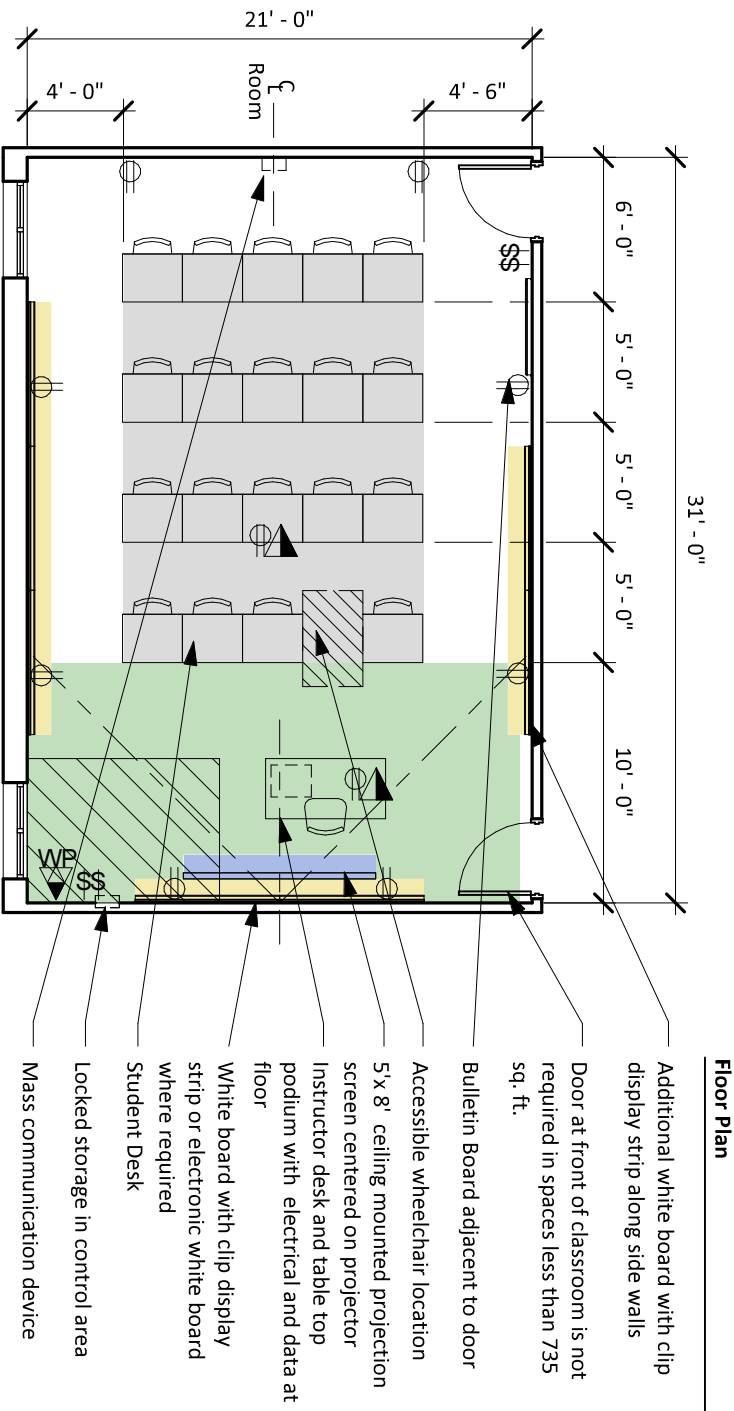 Floor Plan
31' - 0"
6' - 0"
5' - 0"
5' - 0"
5' - 0"
10' - 0"
21' - 0"
4' - 0"
4' - 6"
CL
Room
$$
$$
WP
Additional white board with clip
display strip along side walls
Door at front of classroom is not
required in spaces less than 735
sq. ft.
Bulletin Board adjacent to door
Accessible wheelchair location
5'x 8' ceiling mounted projection
screen centered on projector
Instructor desk and table top
podium with electrical and data at
floor
White board with clip display
strip or electronic white board
where required
Student Desk
Locked storage in control area
Mass communication device